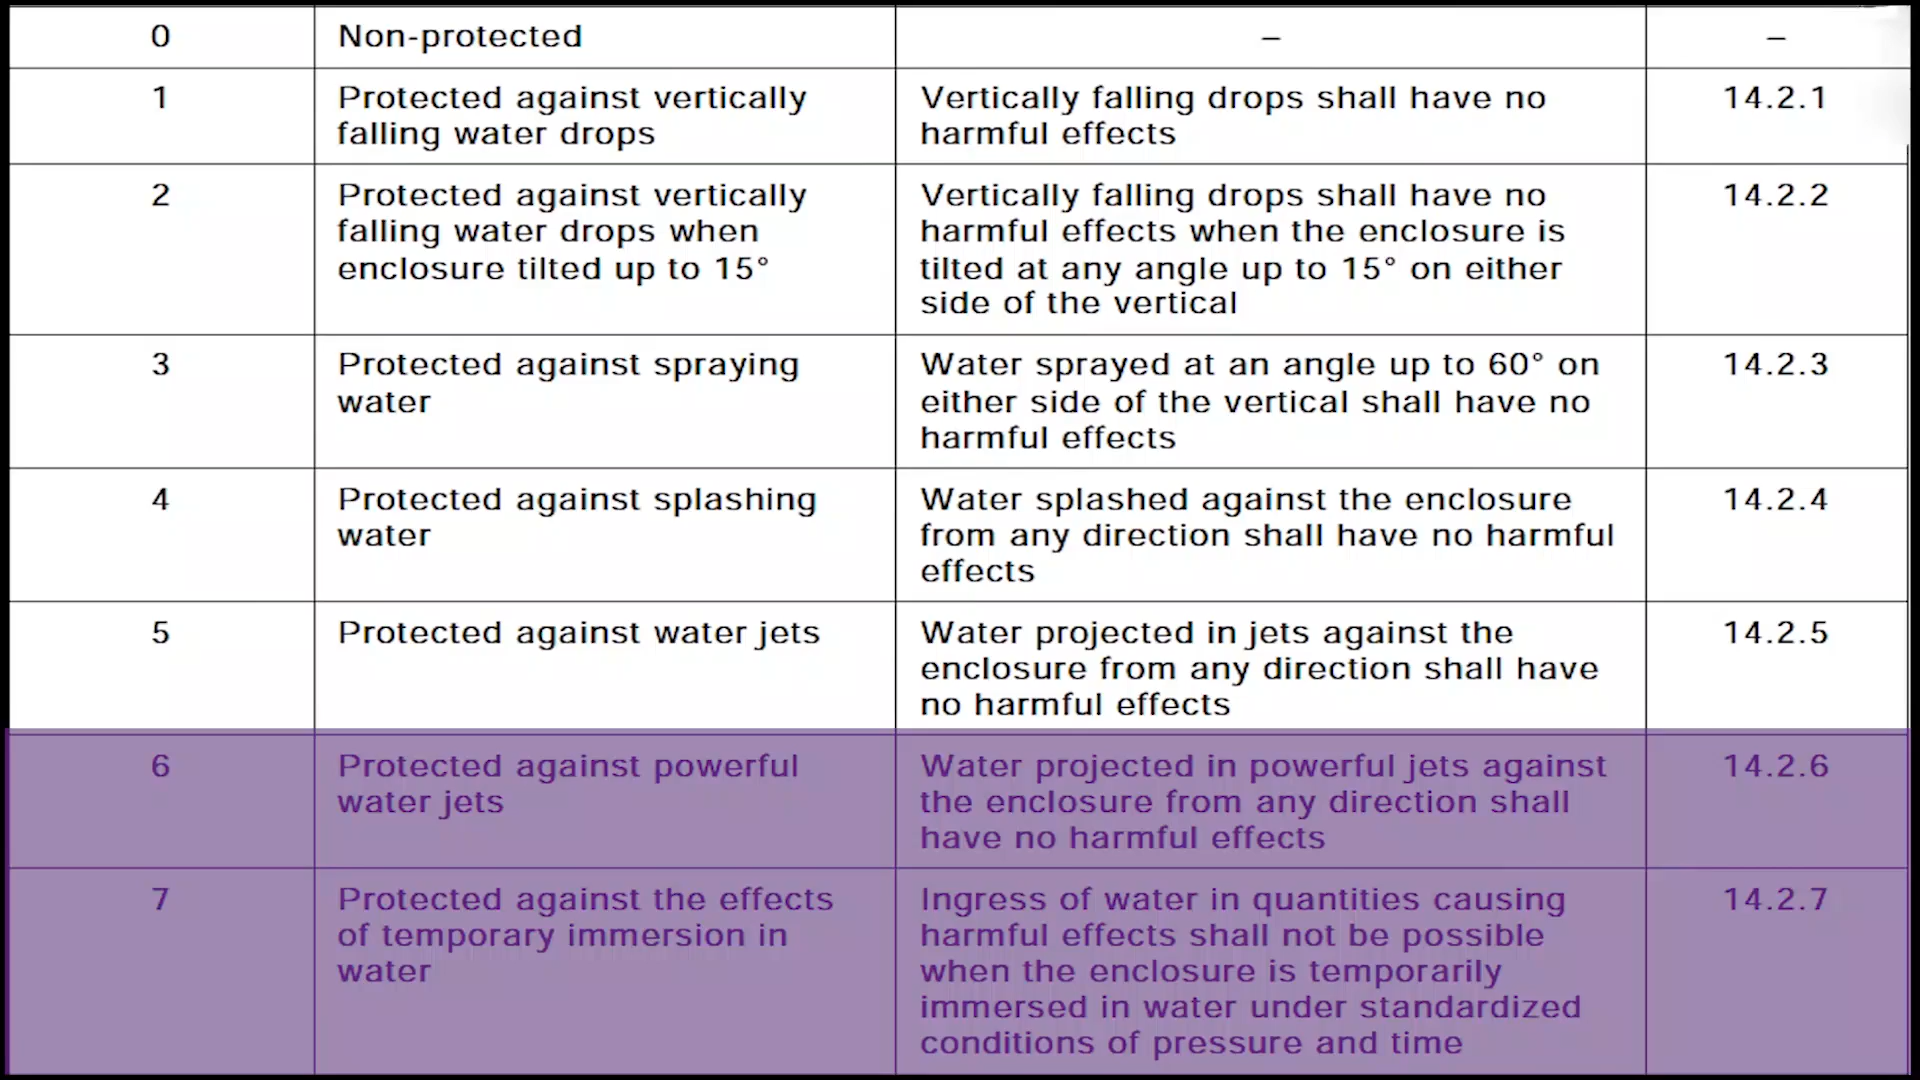 0 Non-protected – –
1 Protected against vertically Vertically falling drops shall have no 14.2.1
falling water drops harmful effects
2 Protected against vertically Vertically falling drops shall have no 14.2.2
falling water drops when harmful effects when the enclosure is
enclosure tilted up to 15° tilted at any angle up to 15° on either
side of the vertical
3 Protected against spraying Water sprayed at an angle up to 60° on 14.2.3
water either side of the vertical shall have no
harmful effects
4 Protected against splashing Water splashed against the enclosure 14.2.4
water from any direction shall have no harmful
effects
5 Protected against water jets Water projected in jets against the 14.2.5
enclosure from any direction shall have
no harmful effects
6 Protected against powerful Water projected in powerful jets against 14.2.6
water jets the enclosure from any direction shall
have no harmful effects
7 Protected against the effects Ingress of water in quantities causing 14.2.7
of temporary immersion in harmful effects shall not be possible
water when the enclosure is temporarily
immersed in water under standardized
conditions of pressure and time